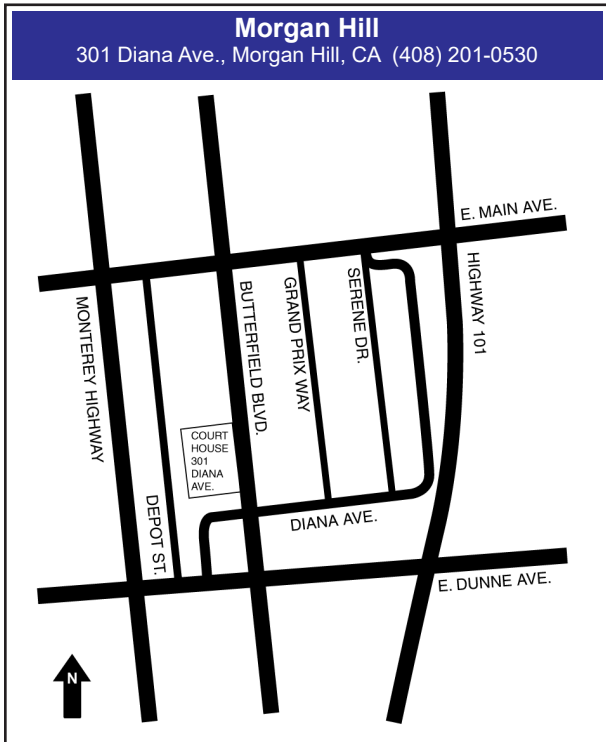 Morgan Hill
301 Diana Ave., Morgan Hill, CA (408) 201-0530
E. MAIN AVE.
MONTEREY HIGHWAY
BUTTERFIELD BLVD.
GRAND PRIX WAY
SERENE DR.
HIGHWAY 101
COURT
HOUSE
301
DIANA
AVE.
DEPOT ST.
DIANA AVE.
E. DUNNE AVE.
N